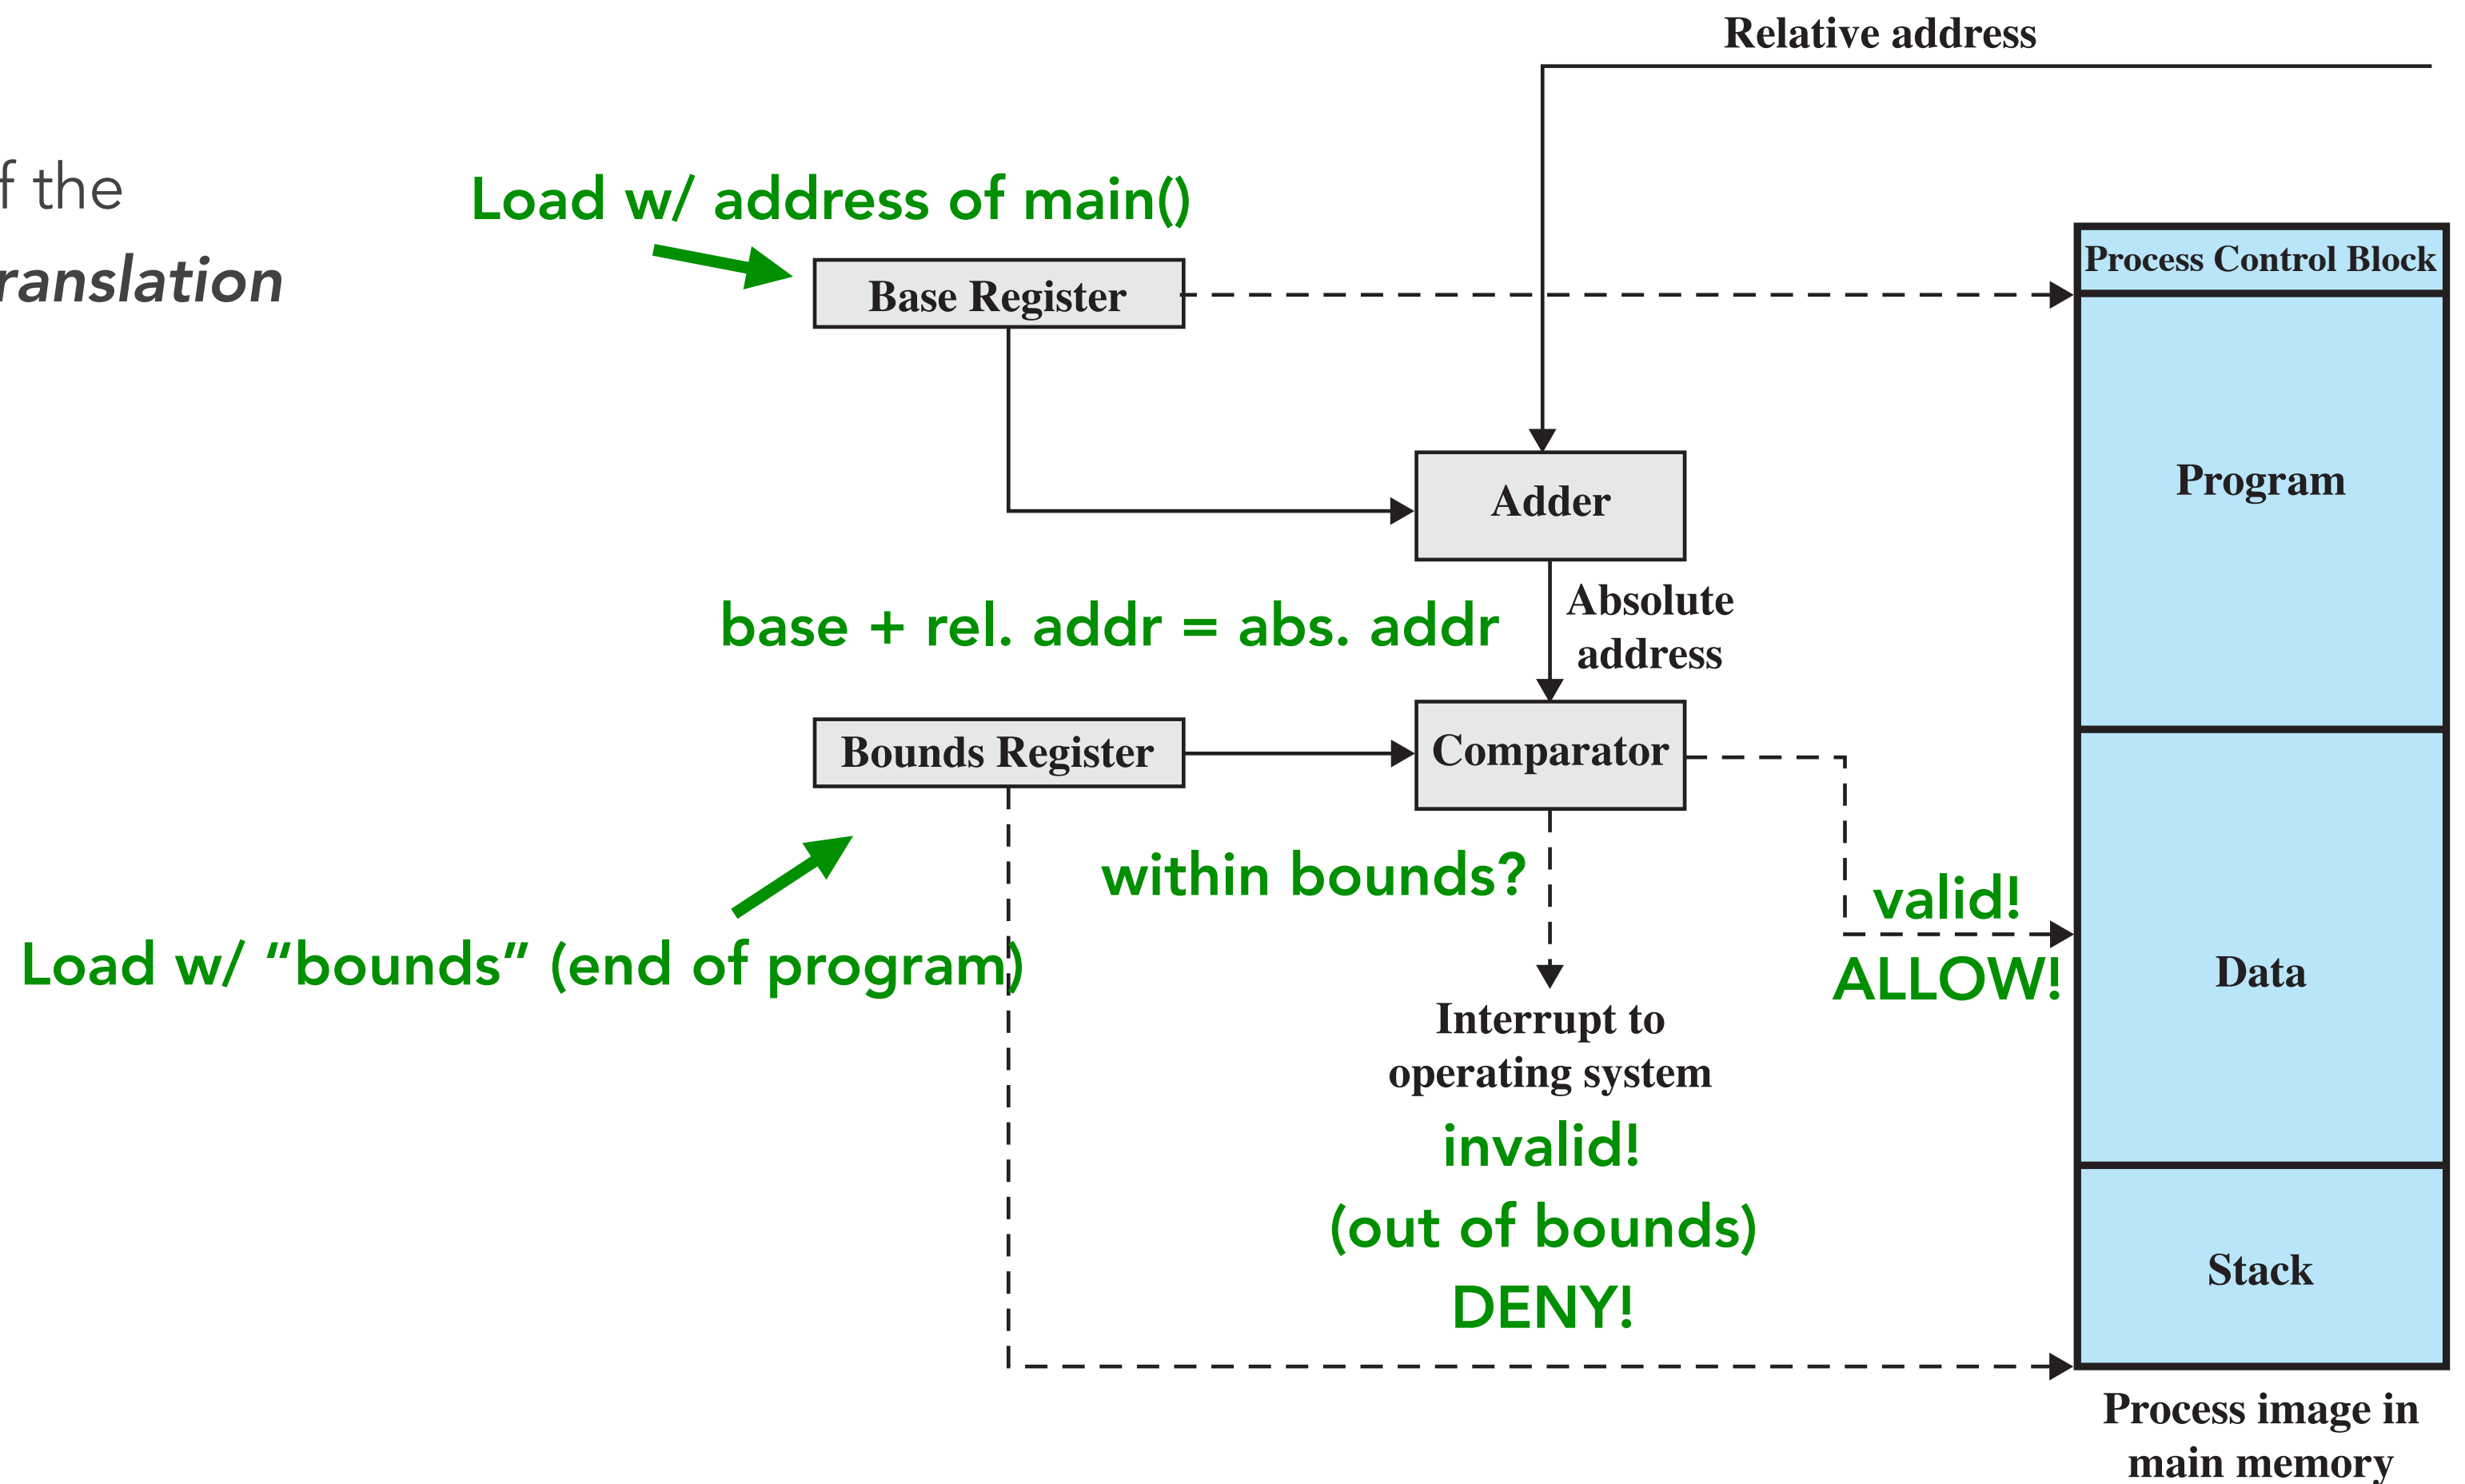 Relative address
f the
ranslation
Load w/ address of main()
Base Register
Process Control Block
Program
Adder
base + rel. addr = abs. addr
Absolute
address
Bounds Register
Comparator
within bounds?
valid!
ALLOW!
Load w/ “bounds” (end of program)
Data
Interrupt to
operating system
invalid!
(out of bounds)
DENY!
Stack
Process image in
main memory